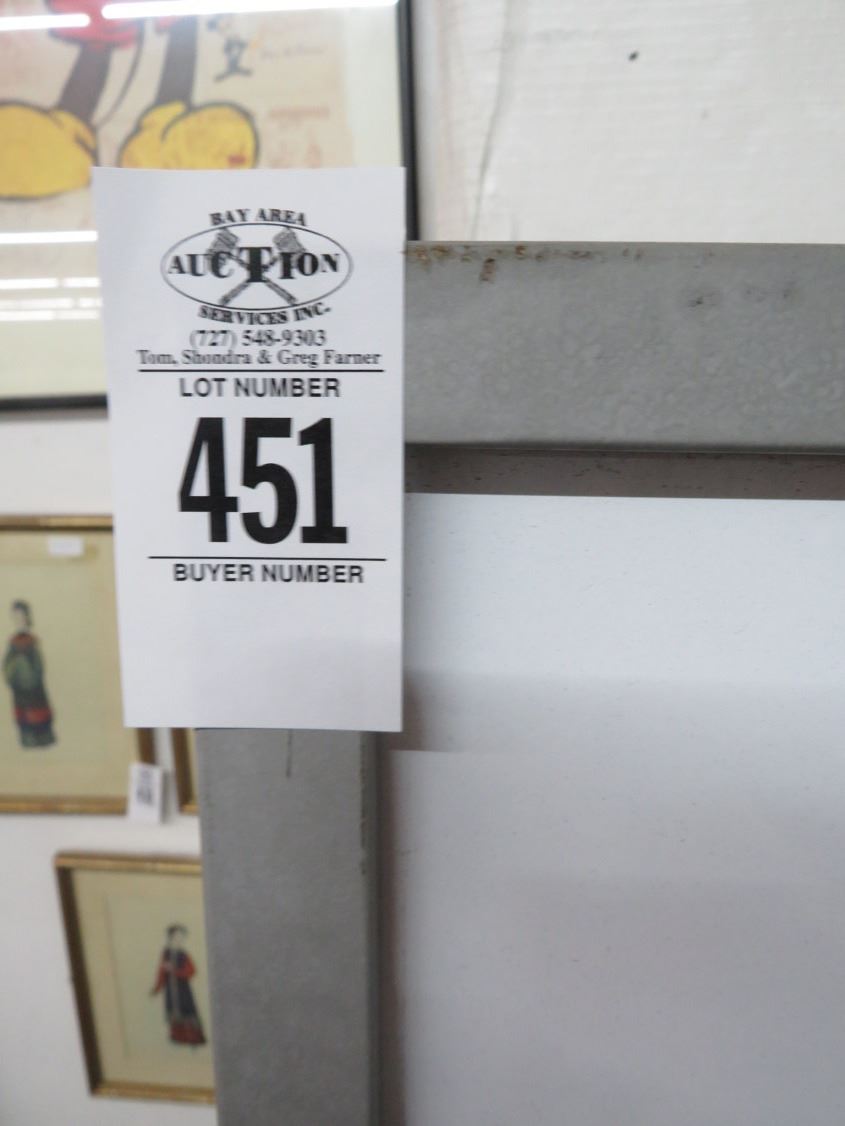 BAY AREA
AUCTION
SERVICES INC.
(727) 548-9303
Tom, Shondra & Greg Farner
LOT NUMBER
451
BUYER NUMBER